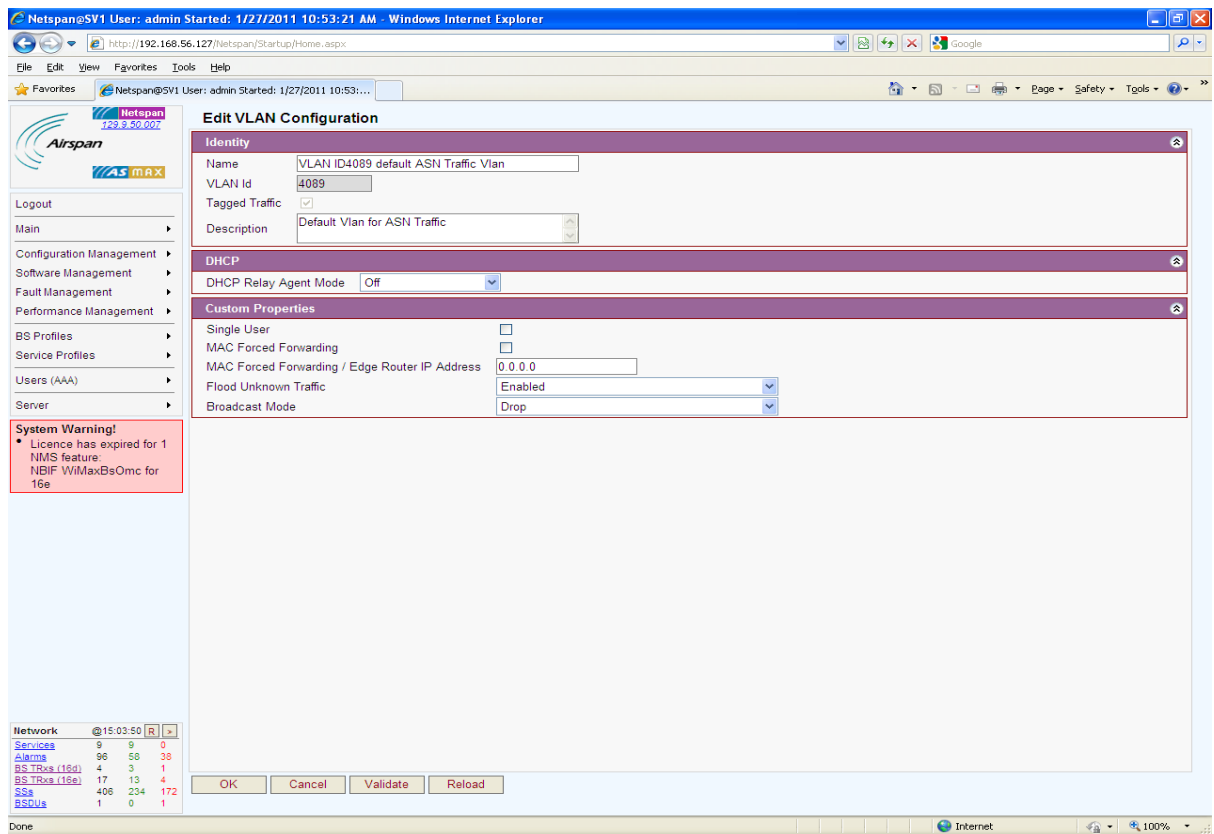 Netspan@SV1 User: admin Started: 1/27/2011 10:53:21 AM - Windows Internet Explorer
http://192.168.56.127/Netspan/Startup/Home.aspx
Google
File Edit View Favorites Tools Help
Favorites
Netspan@SV1 User: admin Started: 1/27/2011 10:53:...
Page Safety Tools
Netspan
129.9.50.007
Airspan
ASMAX
Logout
Main
Configuration Management
Software Management
Fault Management
Performance Management
BS Profiles
Service Profiles
Users (AAA)
Server
System Warning!
Licence has expired for 1
NMS feature:
NBIF WiMaxBsOmc for
16e
Network @15:03:50 R >
Services 9 9 0
Alarms 96 58 38
BS TRxs (16d) 4 3 1
BS TRxs (16e) 17 13 4
SSs 406 234 172
BSDUs 1 0 1
Edit VLAN Configuration
Identity
Name VLAN ID4089 default ASN Traffic Vlan
VLAN Id 4089
Tagged Traffic
Description Default Vlan for ASN Traffic
DHCP
DHCP Relay Agent Mode Off
Custom Properties
Single User
MAC Forced Forwarding
MAC Forced Forwarding / Edge Router IP Address 0.0.0.0
Flood Unknown Traffic Enabled
Broadcast Mode Drop
OK Cancel Validate Reload
Done Internet 100%